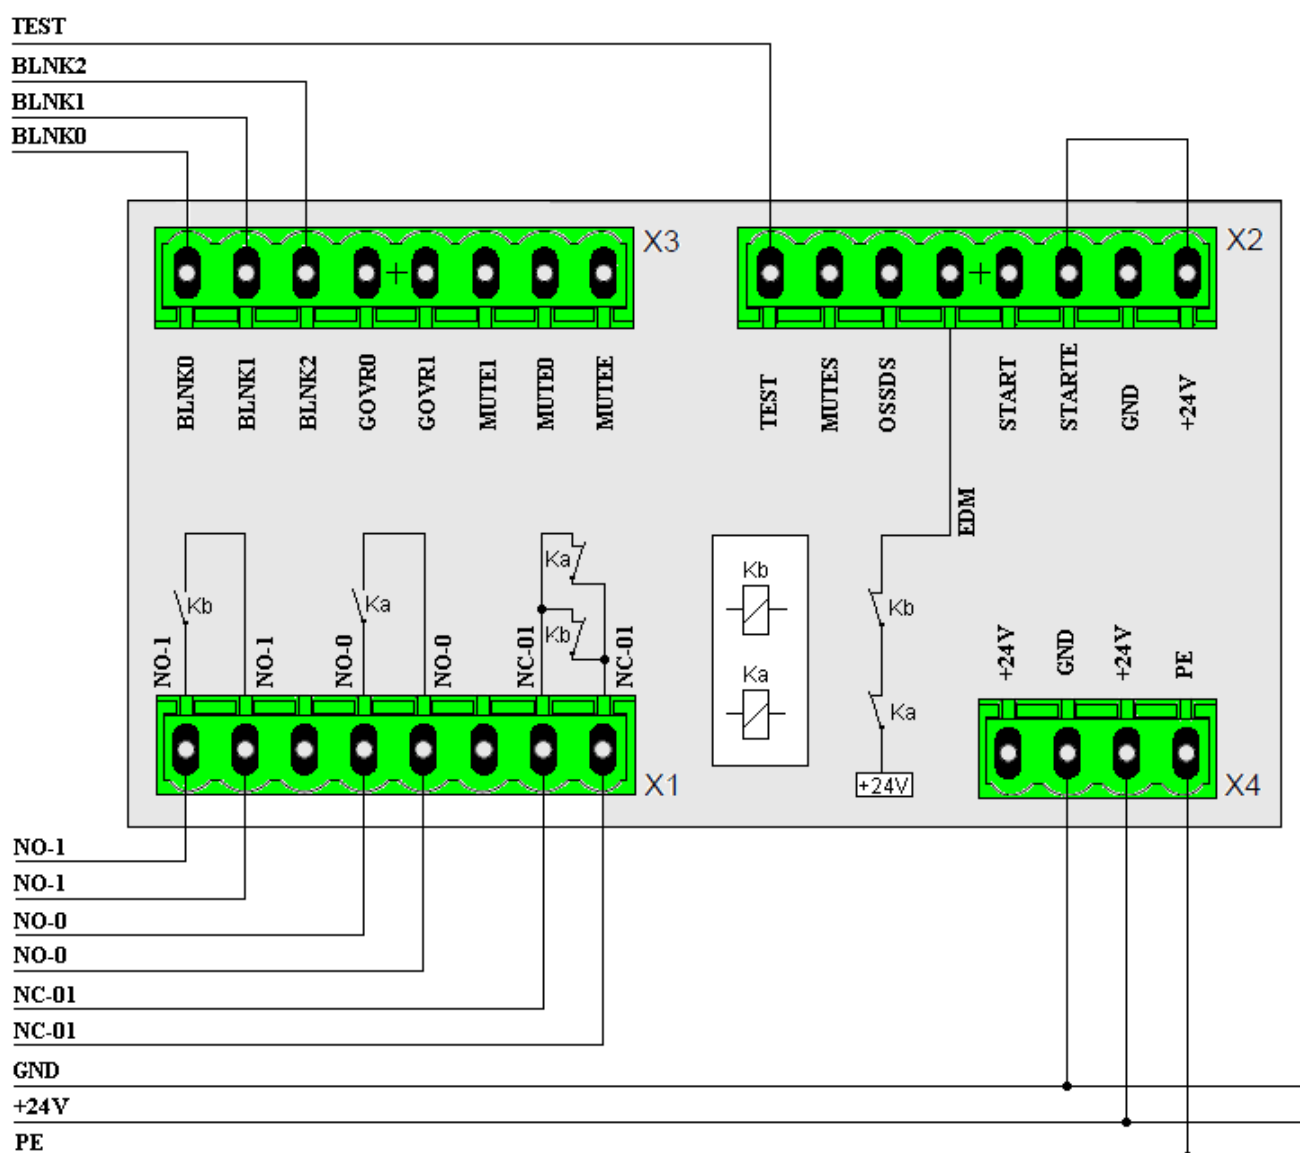 TEST
BLNK2
BLNK1
BLNK0
X3
X2
BLNK0
BLNK1
BLNK2
GOVR0
GOVR1
MUTE1
MUTE0
MUTEE
TEST
MUTES
OSSDS
START
STARTE
GND
+24V
EDM
Kb
NO-1
NO-1
Ka
NO-0
NO-0
Ka
Kb
NC-01
NC-01
Kb
Ka
Kb
Ka
+24V
+24V
GND
+24V
PE
X1
X4
NO-1
NO-1
NO-0
NO-0
NC-01
NC-01
GND
+24V
PE